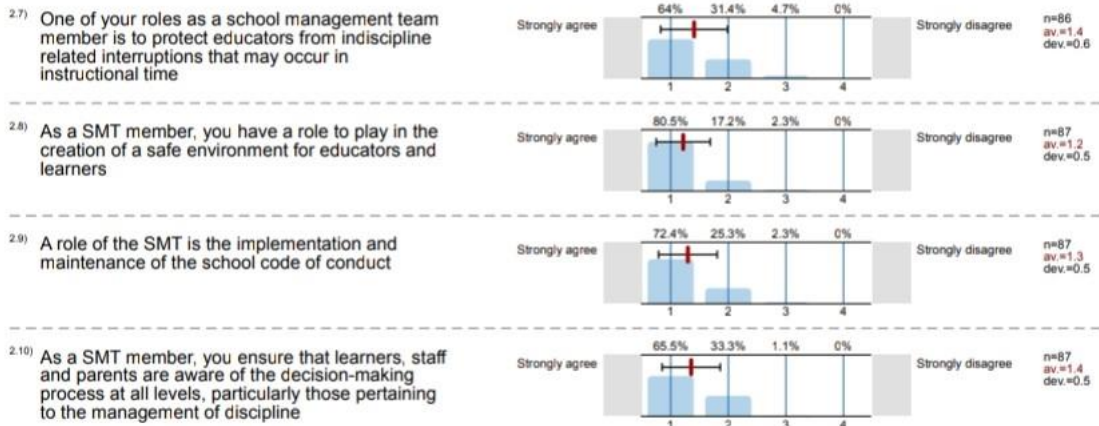 2.7) One of your roles as a school management team
member is to protect educators from indiscipline
related interruptions that may occur in
instructional time
Strongly agree
64% 31.4% 4.7% 0%
1 2 3 4
Strongly disagree
n=86
av.=1.4
dev.=0.6
2.8) As a SMT member, you have a role to play in the
creation of a safe environment for educators and
learners
Strongly agree
80.5% 17.2% 2.3% 0%
1 2 3 4
Strongly disagree
n=87
av.=1.2
dev.=0.5
2.9) A role of the SMT is the implementation and
maintenance of the school code of conduct
Strongly agree
72.4% 25.3% 2.3% 0%
1 2 3 4
Strongly disagree
n=87
av.=1.3
dev.=0.5
2.10) As a SMT member, you ensure that learners, staff
and parents are aware of the decision-making
process at all levels, particularly those pertaining
to the management of discipline
Strongly agree
65.5% 33.3% 1.1% 0%
1 2 3 4
Strongly disagree
n=87
av.=1.4
dev.=0.5